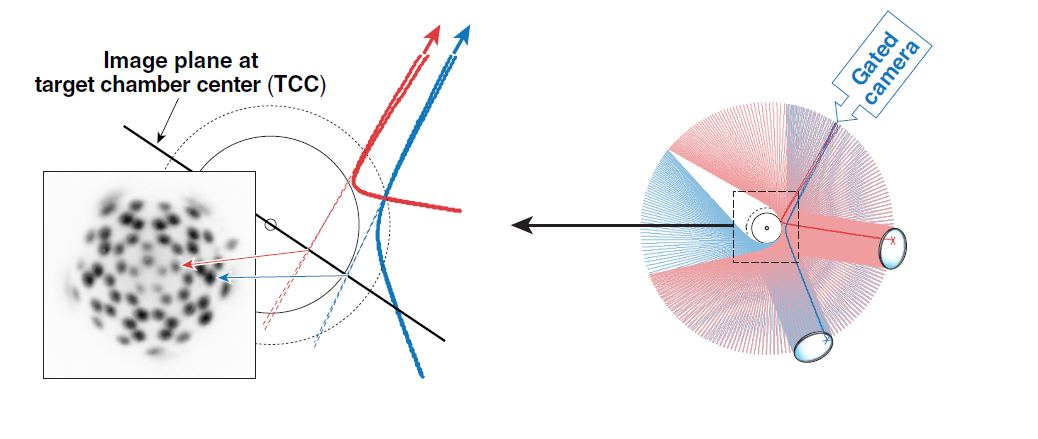 Image plane at
target chamber center (TCC)
Gated
camera